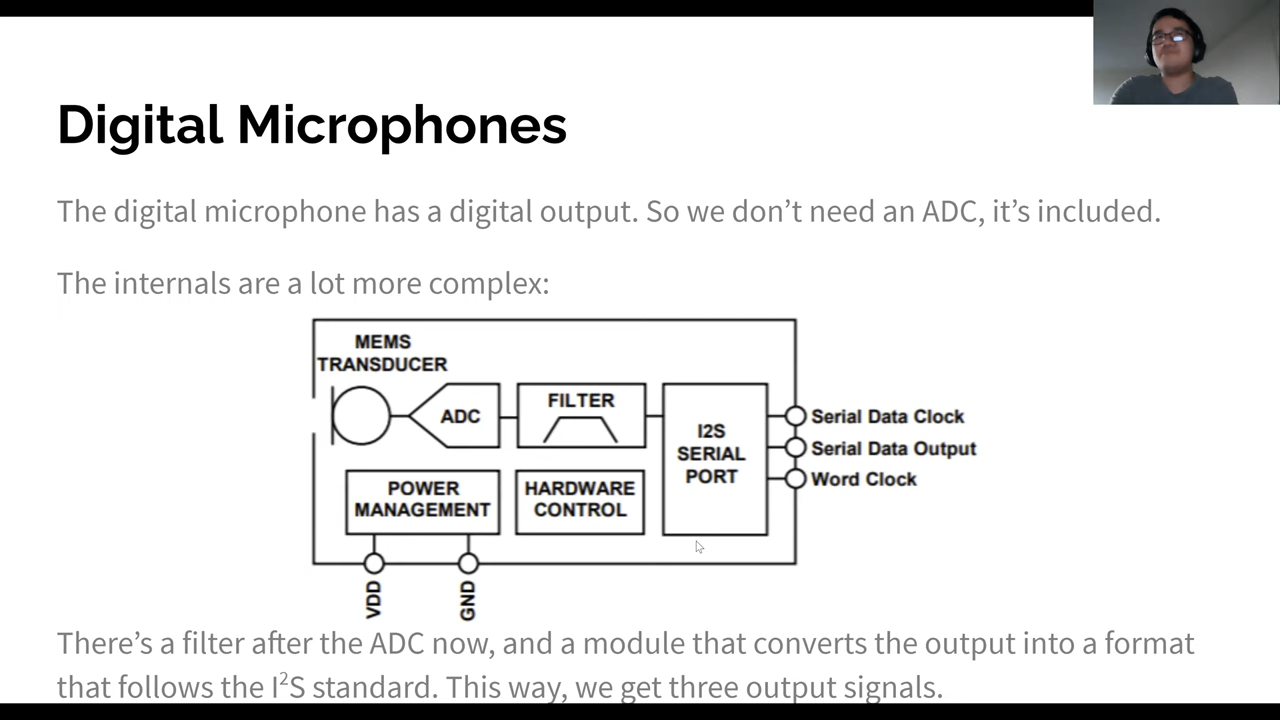 Digital Microphones
The digital microphone has a digital output. So we don’t need an ADC, it’s included.
The internals are a lot more complex:
MEMS
TRANSDUCER
ADC
FILTER
I2S
SERIAL
PORT
Serial Data Clock
Serial Data Output
Word Clock
POWER
MANAGEMENT
HARDWARE
CONTROL
VDD
GND
There’s a filter after the ADC now, and a module that converts the output into a format
that follows the I²S standard. This way, we get three output signals.